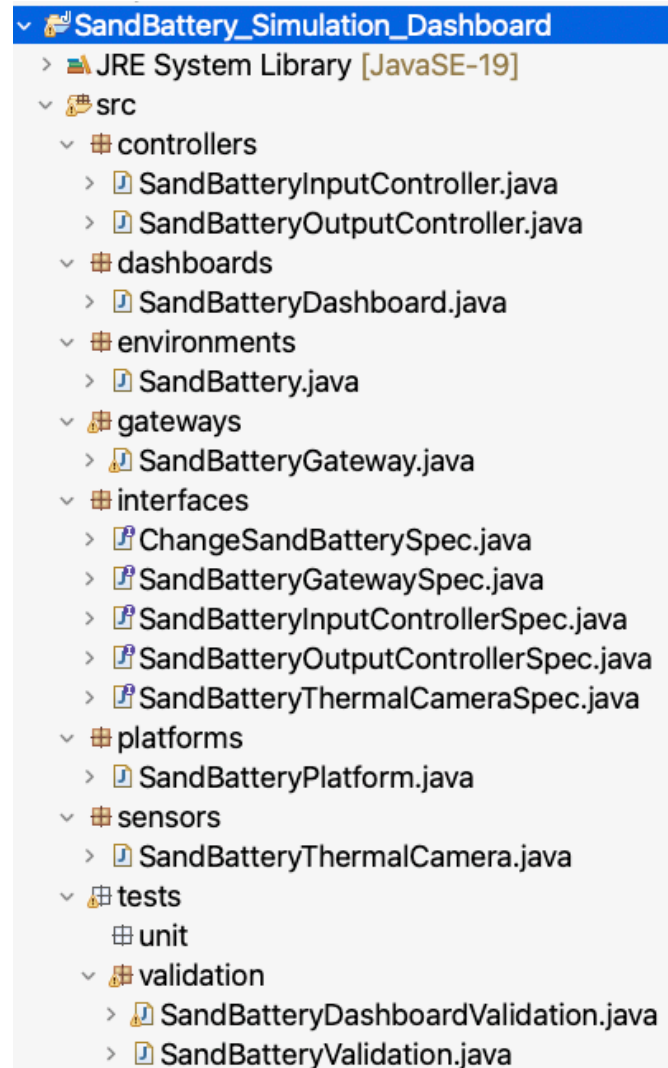 SandBattery_Simulation_Dashboard
JRE System Library [JavaSE-19]
src
controllers
SandBatteryInputController.java
SandBatteryOutputController.java
dashboards
SandBatteryDashboard.java
environments
SandBattery.java
gateways
SandBatteryGateway.java
interfaces
ChangeSandBatterySpec.java
SandBatteryGatewaySpec.java
SandBatteryInputControllerSpec.java
SandBatteryOutputControllerSpec.java
SandBatteryThermalCameraSpec.java
platforms
SandBatteryPlatform.java
sensors
SandBatteryThermalCamera.java
tests
unit
validation
SandBatteryDashboardValidation.java
SandBatteryValidation.java